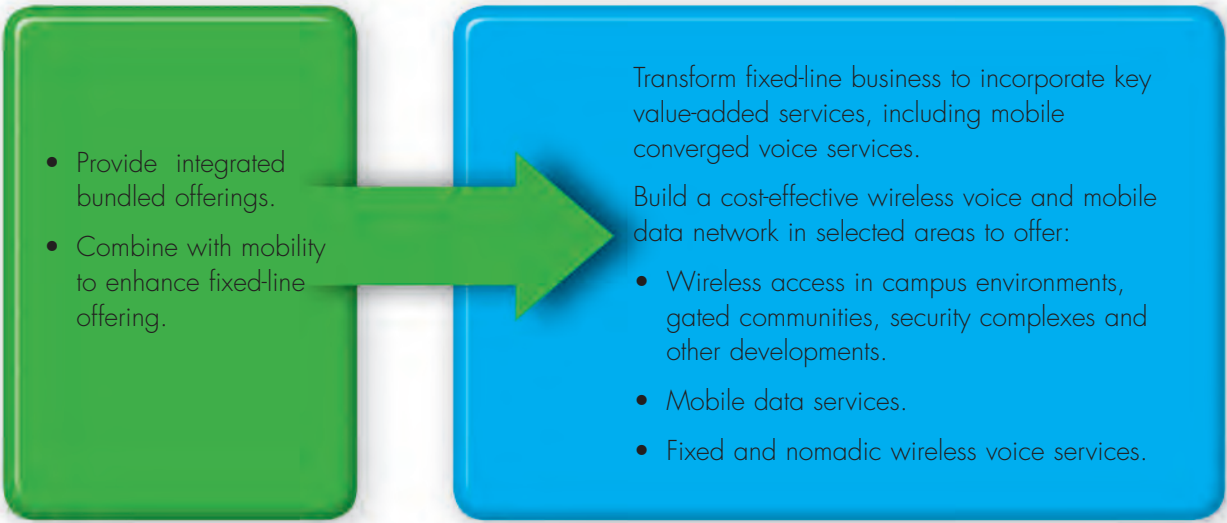 • Provide integrated
bundled offerings.
• Combine with mobility
to enhance fixed-line
offering.
Transform fixed-line business to incorporate key
value-added services, including mobile
converged voice services.
Build a cost-effective wireless voice and mobile
data network in selected areas to offer:
• Wireless access in campus environments,
gated communities, security complexes and
other developments.
• Mobile data services.
• Fixed and nomadic wireless voice services.